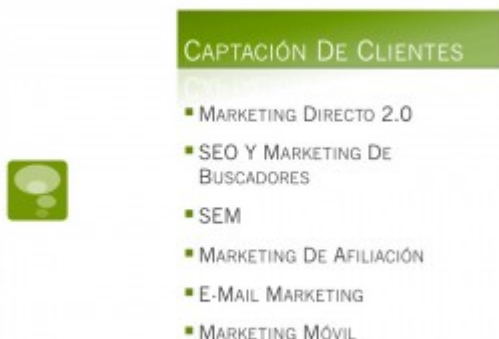 CAPTACIÓN DE CLIENTES
MARKETING DIRECTO 2.0
SEO Y MARKETING DE
BUSCADORES
SEM
MARKETING DE AFILIACIÓN
E-MAIL MARKETING
MARKETING MÓVIL